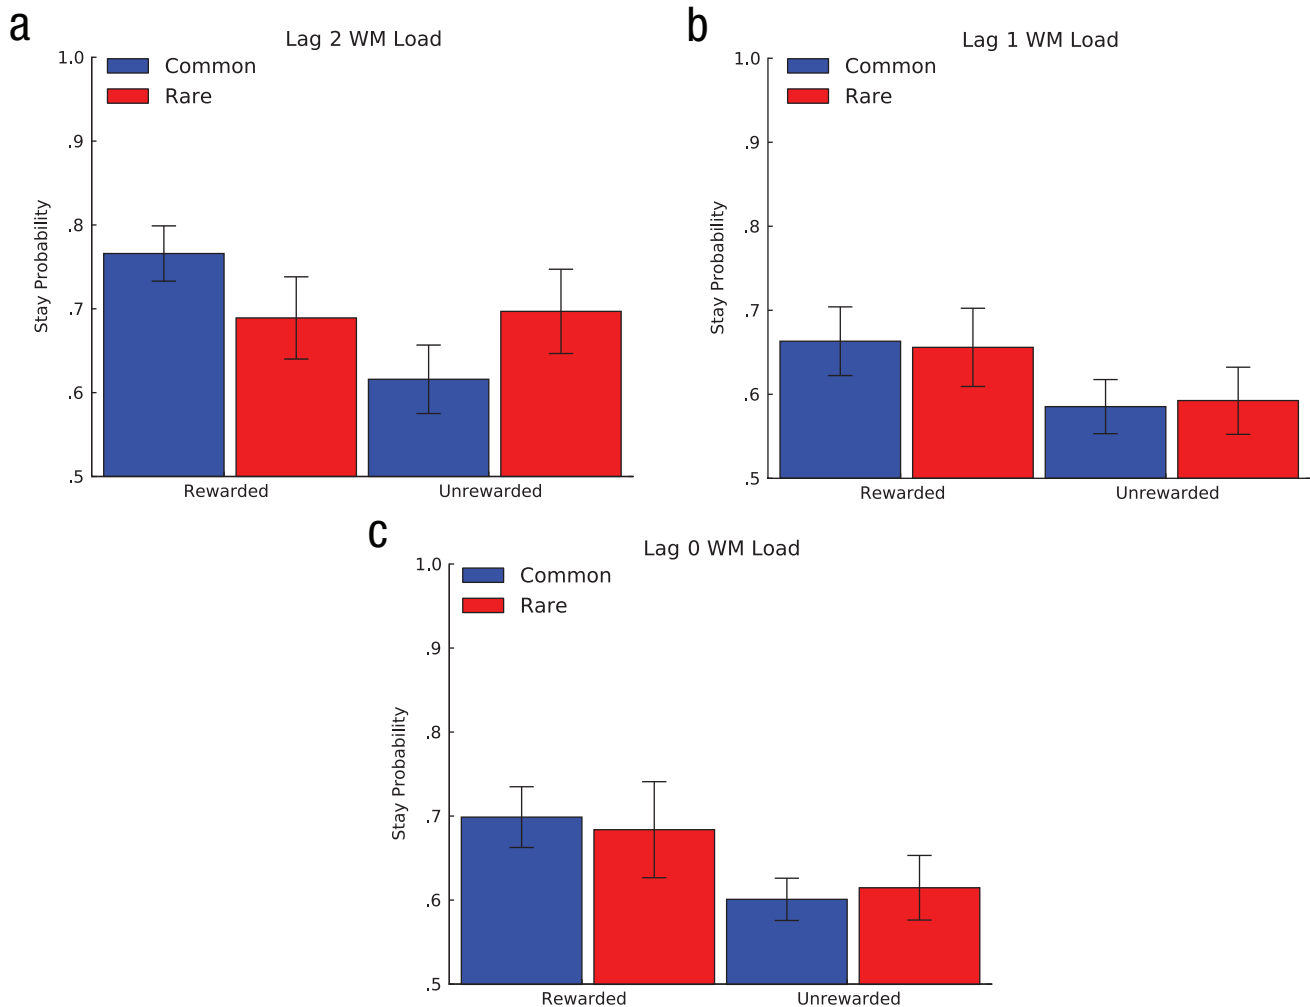 a
Lag 2 WM Load
Common
Rare
1.0
.9
.8
.7
.6
.5
Stay Probability
Rewarded
Unrewarded
b
Lag 1 WM Load
Common
Rare
1.0
.9
.8
.7
.6
.5
Stay Probability
Rewarded
Unrewarded
c
Lag 0 WM Load
Common
Rare
1.0
.9
.8
.7
.6
.5
Stay Probability
Rewarded
Unrewarded